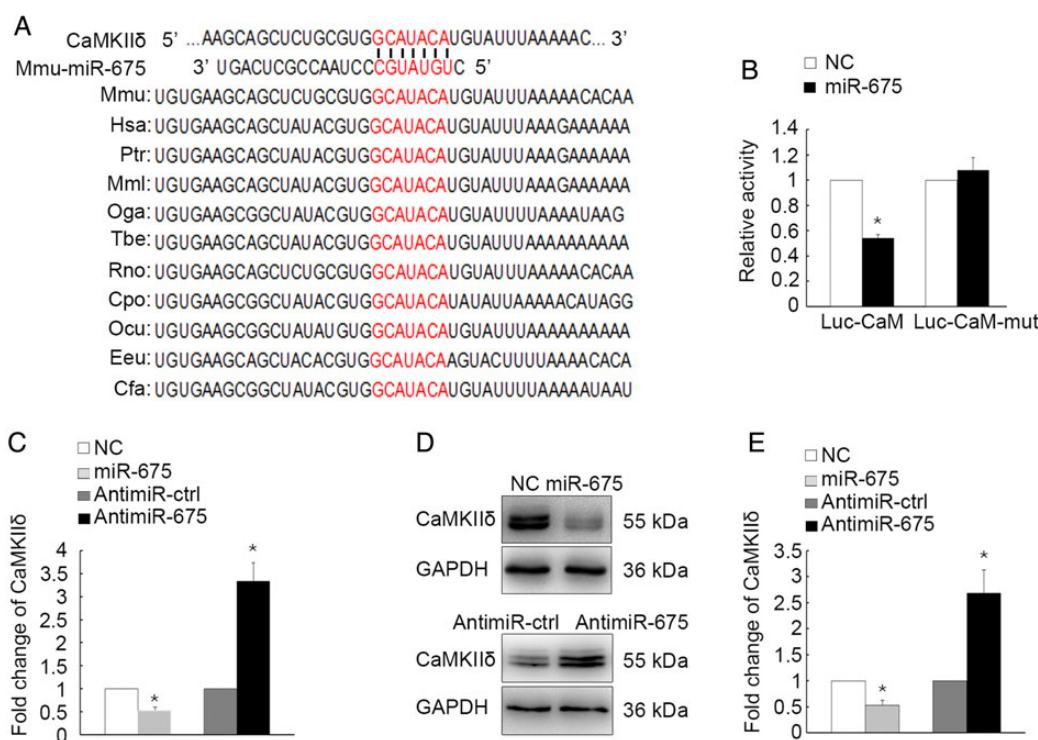 A
CaMKIIδ 5’ ...AAGCAGCUCUGCGUGGCAUACAUGUAUUUAAAAAC... 3’
Mmu-miR-675 3’ UGACUCGCCAAUCCCCGUAUGUC 5’
Mmu: UGUGAAGCAGCUCUGCGUGGCAUACAUGUAUUUAAAAACACAA
Hsa: UGUGAAGCAGCUAUACGUGGCAUACAUGUAUUUAAAGAAAAAA
Ptr: UGUGAAGCAGCUAUACGUGGCAUACAUGUAUUUAAAGAAAAAA
Mml: UGUGAAGCAGCUAUACGUGGCAUACAUGUAUUUAAAGAAAAAA
Oga: UGUGAAGCGGCUAUACGUGGCAUACAUGUAUUUUAAAAUAAG
Tbe: UGUGAAGCAGCUAUACGUGGCAUACAUGUAUUUAAAAAAAAAA
Rno: UGUGAAGCAGCUCUGCGUGGCAUACAUGUAUUUAAAAACACAA
Cpo: UGUGAAGCGGCUAUACGUGGCAUACAUAUAUUAAAAACAUAGG
Ocu: UGUGAAGCGGCUAUAUGUGGCAUACAUGUAUUUAAAAAAAAAA
Eeu: UGUGAAGCAGCUACACGUGGCAUACAAGUACUUUUAAAACACA
Cfa: UGUGAAGCGGCUAUACGUGGCAUACAUGUAUUUUAAAAAUAAU
B
NC
miR-675
Relative activity
1.4
1.2
1
0.8
0.6
0.4
0.2
0
*
Luc-CaM Luc-CaM-mut
C
NC
miR-675
AntimiR-ctrl
AntimiR-675
Fold change of CaMKIIδ
4
3.5
3
2.5
2
1.5
1
0.5
0
* *
D
NC miR-675
CaMKIIδ 55 kDa
GAPDH 36 kDa
AntimiR-ctrl AntimiR-675
CaMKIIδ 55 kDa
GAPDH 36 kDa
E
NC
miR-675
AntimiR-ctrl
AntimiR-675
Fold change of CaMKIIδ
3.5
3
2.5
2
1.5
1
0.5
0
* *